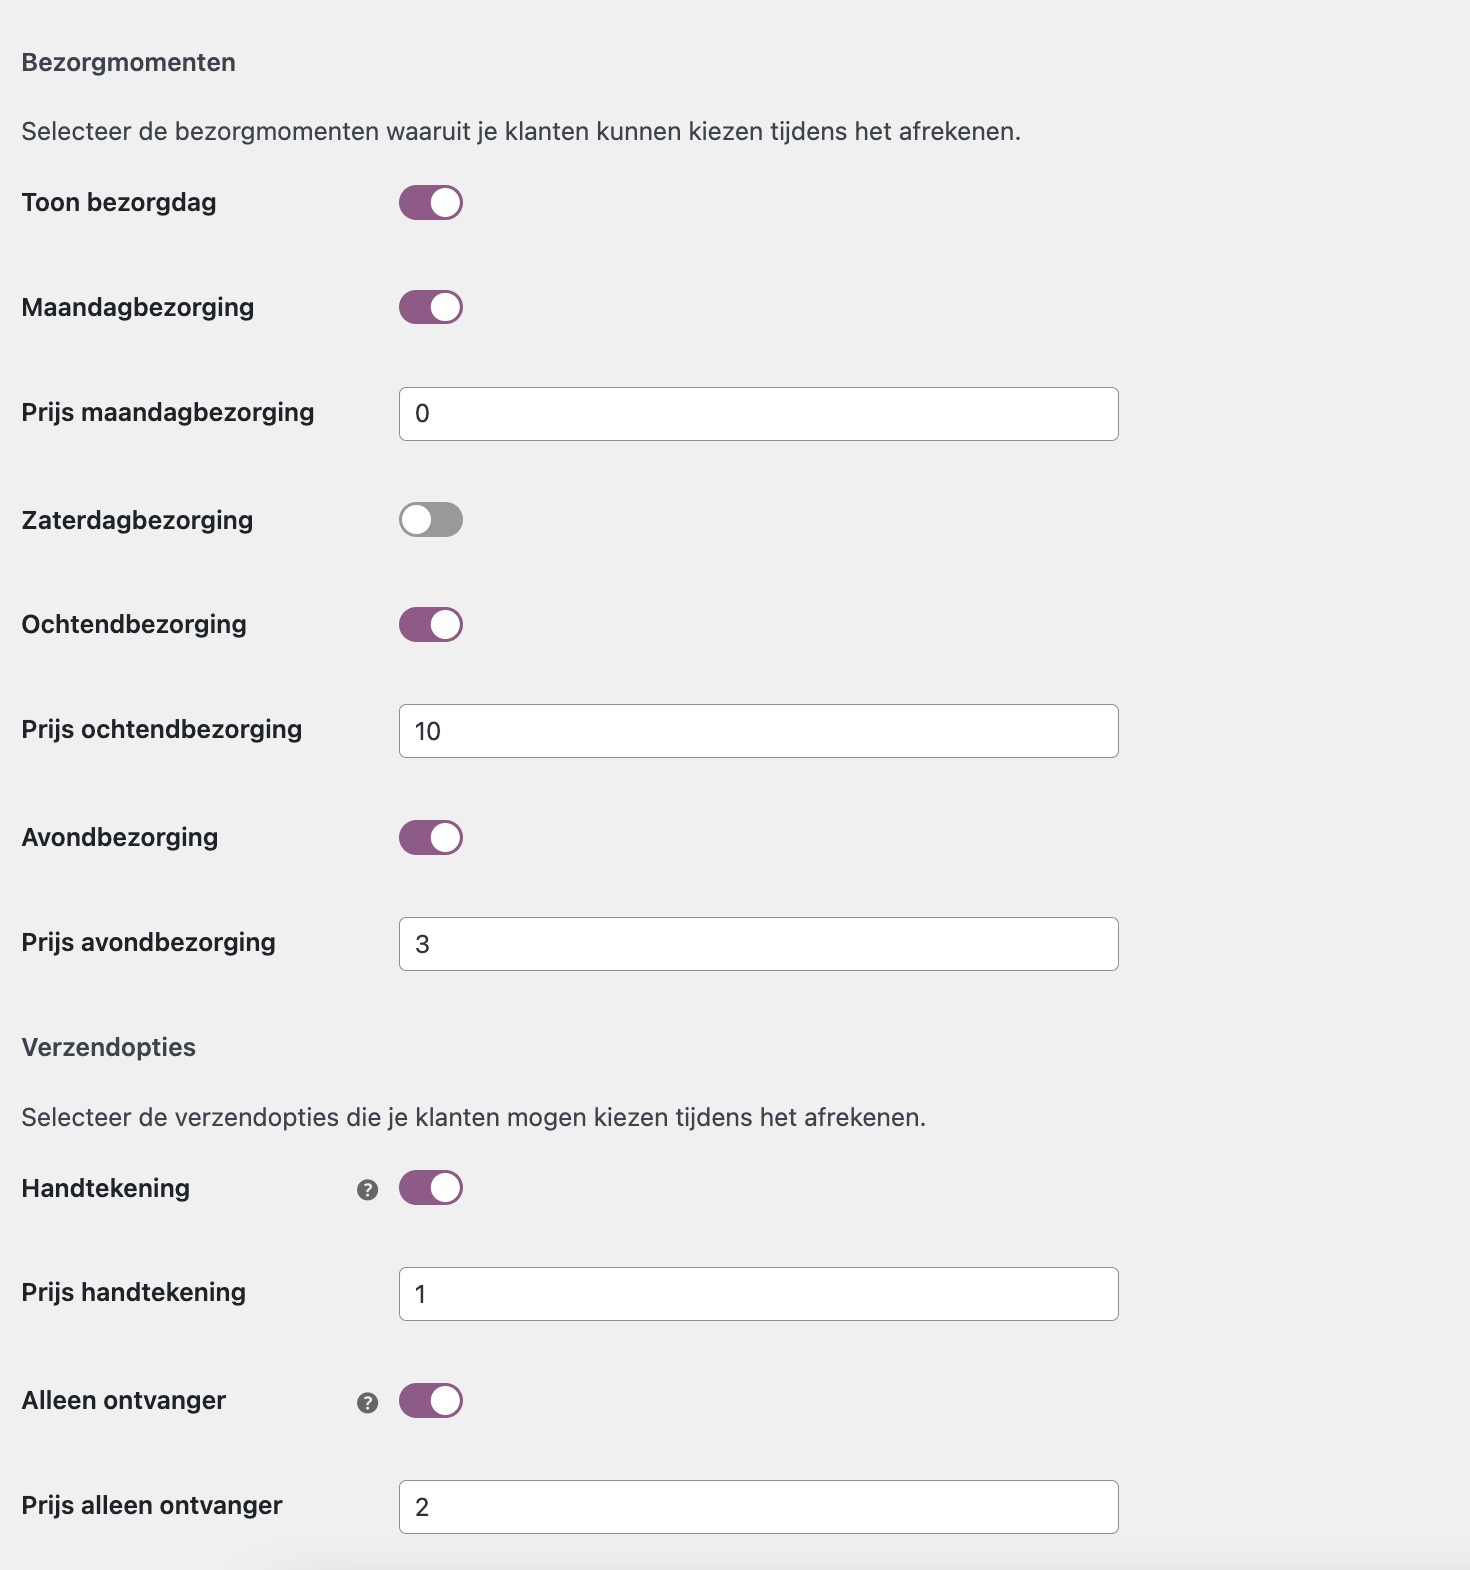 Bezorgmomenten
Selecteer de bezorgmomenten waaruit je klanten kunnen kiezen tijdens het afrekenen.
Toon bezorgdag
Maandagbezorging
Prijs maandagbezorging 0
Zaterdagbezorging
Ochtendbezorging
Prijs ochtendbezorging 10
Avondbezorging
Prijs avondbezorging 3
Verzendopties
Selecteer de verzendopties die je klanten mogen kiezen tijdens het afrekenen.
Handtekening ?
Prijs handtekening 1
Alleen ontvanger ?
Prijs alleen ontvanger 2